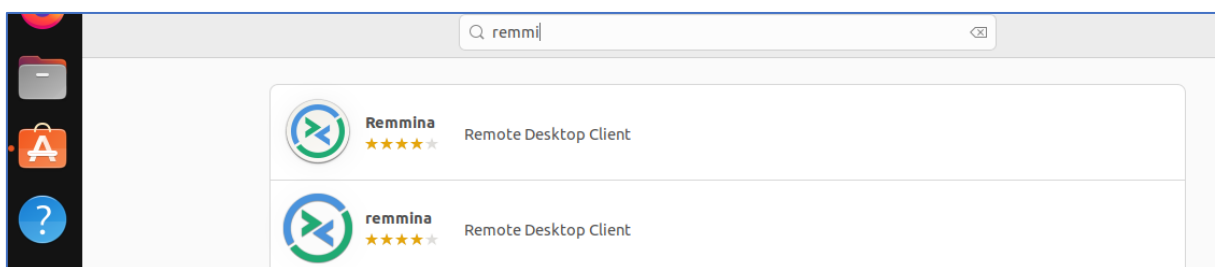 remmi
Remmina
Remote Desktop Client
remmina
Remote Desktop Client